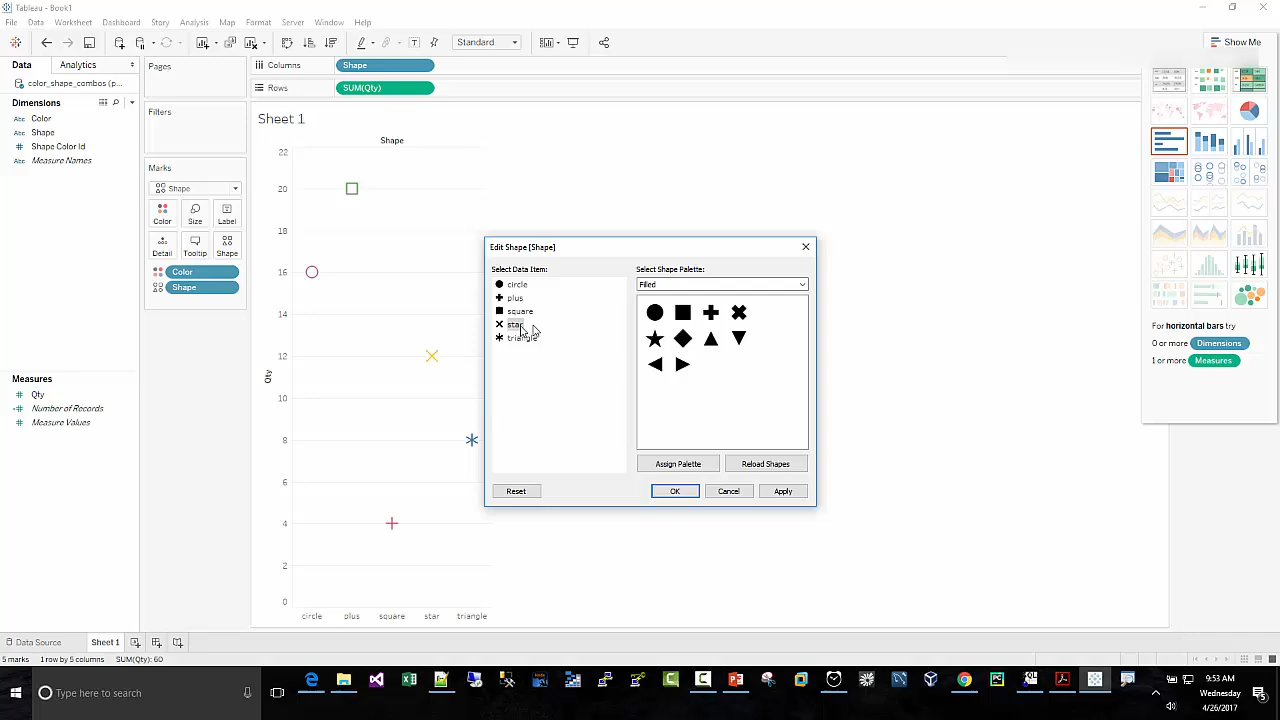 Tableau - Book1
File Data Worksheet Dashboard Story Analysis Map Format Server Window Help
Standard
Show Me
Data Analytics
color_shape_combos (p...
Dimensions
Abc Color
Abc Shape
# Shape Color Id
Abc Measure Names
Measures
# Qty
# Number of Records
# Measure Values
Pages
Filters
Marks
Shape
Color Size Label
Detail Tooltip Shape
Color
Shape
Columns Shape
Rows SUM(Qty)
Sheet 1
Shape
22
20
18
16
14
12
10
8
6
4
2
0
Qty
circle plus square star triangle
Edit Shape [Shape]
Select Data Item:
circle
plus
square
star
triangle
Select Shape Palette:
Filled
Assign Palette Reload Shapes
Reset OK Cancel Apply
For horizontal bars try
0 or more Dimensions
1 or more Measures
Data Source Sheet 1
5 marks 1 row by 5 columns SUM(Qty): 60
Type here to search
9:53 AM
Wednesday
4/26/2017